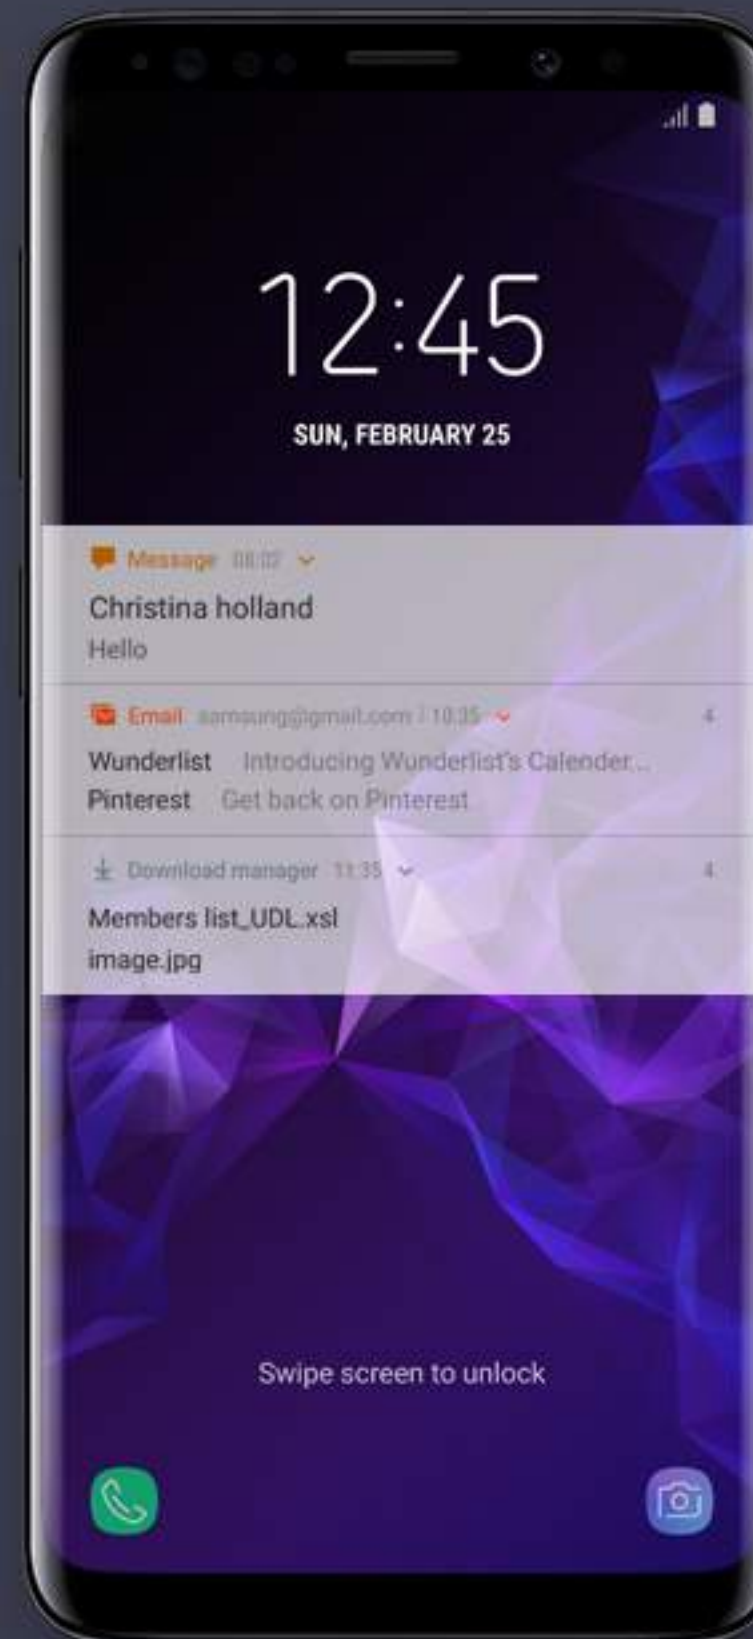 12:45
SUN, FEBRUARY 25
Message 08:02
Christina holland
Hello
Email samsung@gmail.com | 10:35 4
Wunderlist Introducing Wunderlist's Calender...
Pinterest Get back on Pinterest
Download manager 11:35 4
Members list_UDL.xsl
image.jpg
Swipe screen to unlock